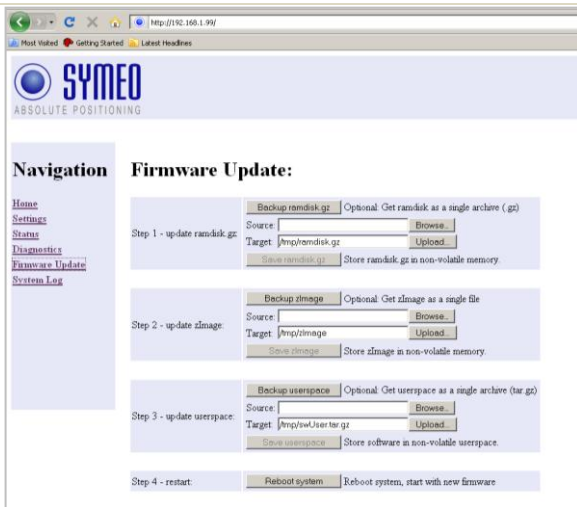 http://192.168.1.99/
Most Visited Getting Started Latest Headlines
SYMEO
ABSOLUTE POSITIONING
Navigation
Home
Settings
Status
Diagnostics
Firmware Update
System Log
Firmware Update:
Step 1 - update ramdisk.gz:
Backup ramdisk.gz Optional: Get ramdisk as a single archive (.gz)
Source: Browse...
Target: /tmp/ramdisk.gz Upload...
Save ramdisk.gz Store ramdisk.gz in non-volatile memory.
Step 2 - update zImage:
Backup zImage Optional: Get zImage as a single file
Source: Browse...
Target: /tmp/zImage Upload...
Save zImage Store zImage in non-volatile memory.
Step 3 - update userspace:
Backup userspace Optional: Get userspace as a single archive (tar.gz)
Source: Browse...
Target: /tmp/swUser.tar.gz Upload...
Save userspace Store software in non-volatile userspace.
Step 4 - restart: Reboot system Reboot system, start with new firmware